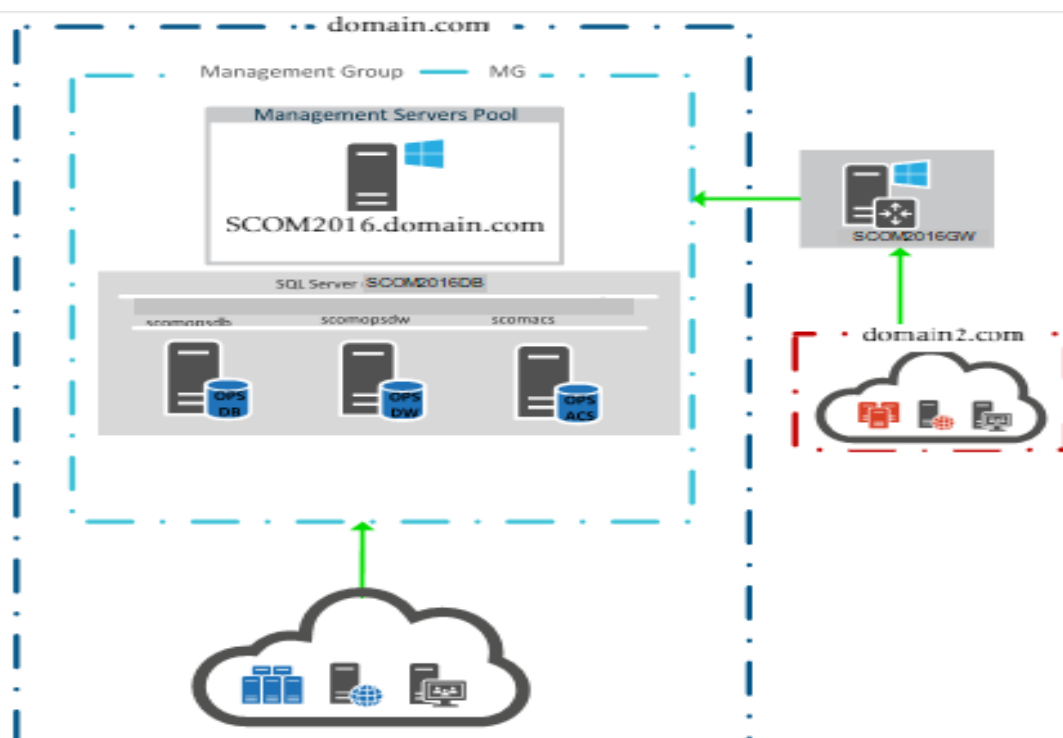 domain.com
Management Group MG
Management Servers Pool
SCOM2016.domain.com
SQL Server SCOM2016DB
scomopsdb scomopsdw scomacs
OPS DB
OPS DW
OPS ACS
SCOM2016GW
domain2.com